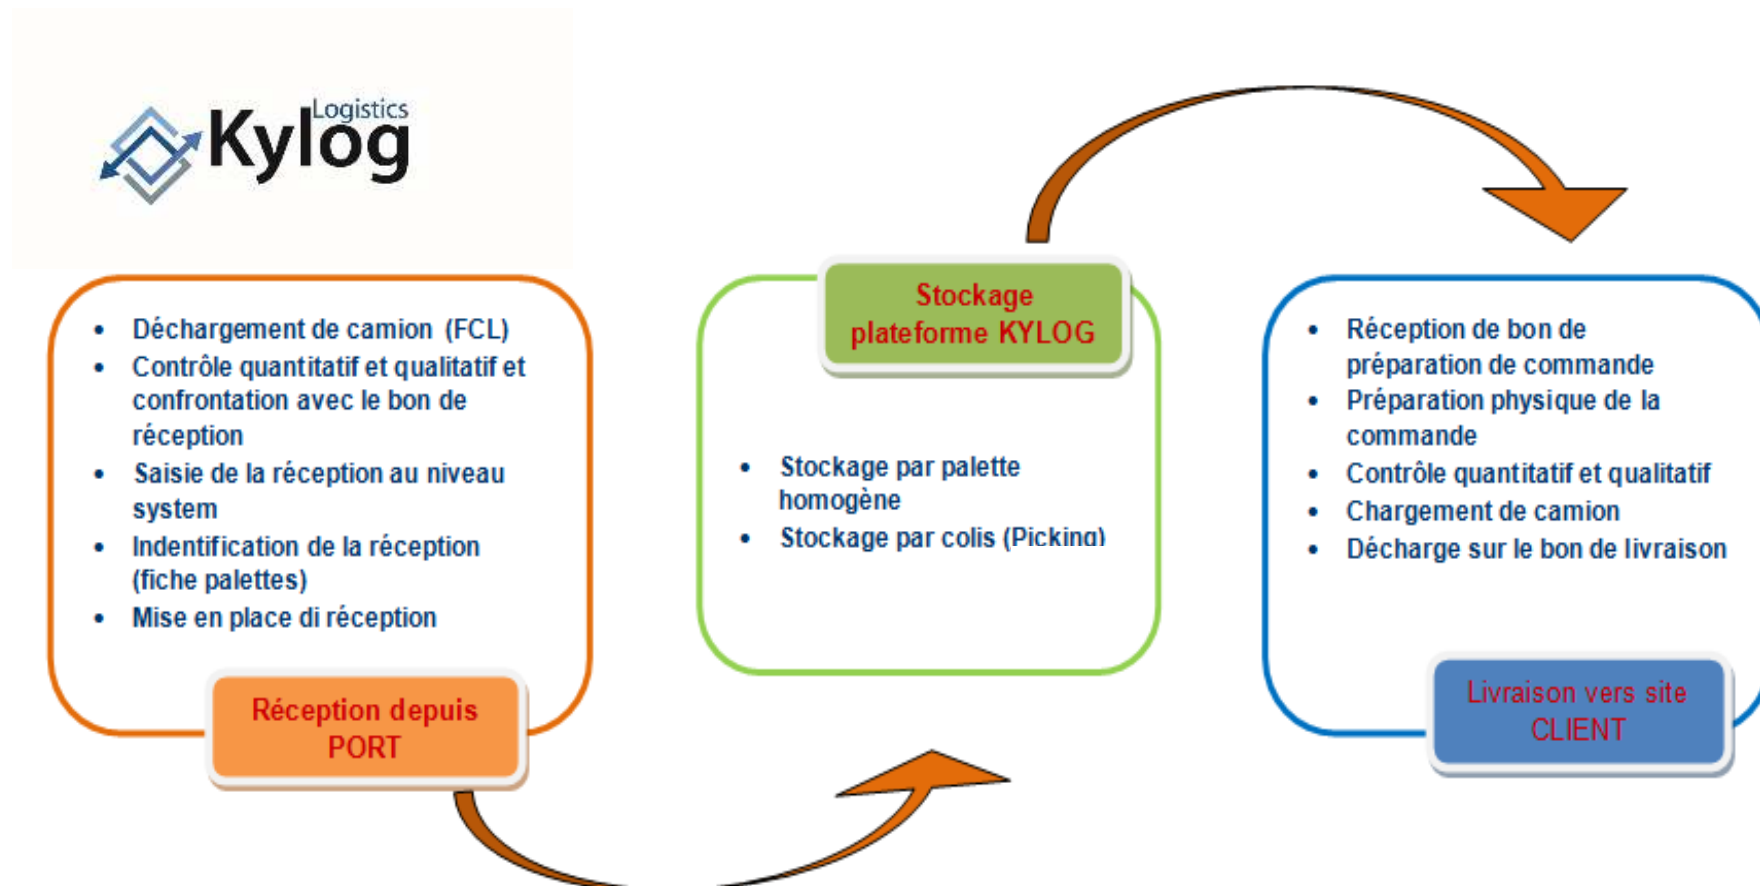 Logistics
Kylog
• Déchargement de camion (FCL)
• Contrôle quantitatif et qualitatif et
confrontation avec le bon de
réception
• Saisie de la réception au niveau
system
• Indentification de la réception
(fiche palettes)
• Mise en place di réception
Réception depuis
PORT
Stockage
plateforme KYLOG
• Stockage par palette
homogène
• Stockage par colis (Picking)
• Réception de bon de
préparation de commande
• Préparation physique de la
commande
• Contrôle quantitatif et qualitatif
• Chargement de camion
• Décharge sur le bon de livraison
Livraison vers site
CLIENT